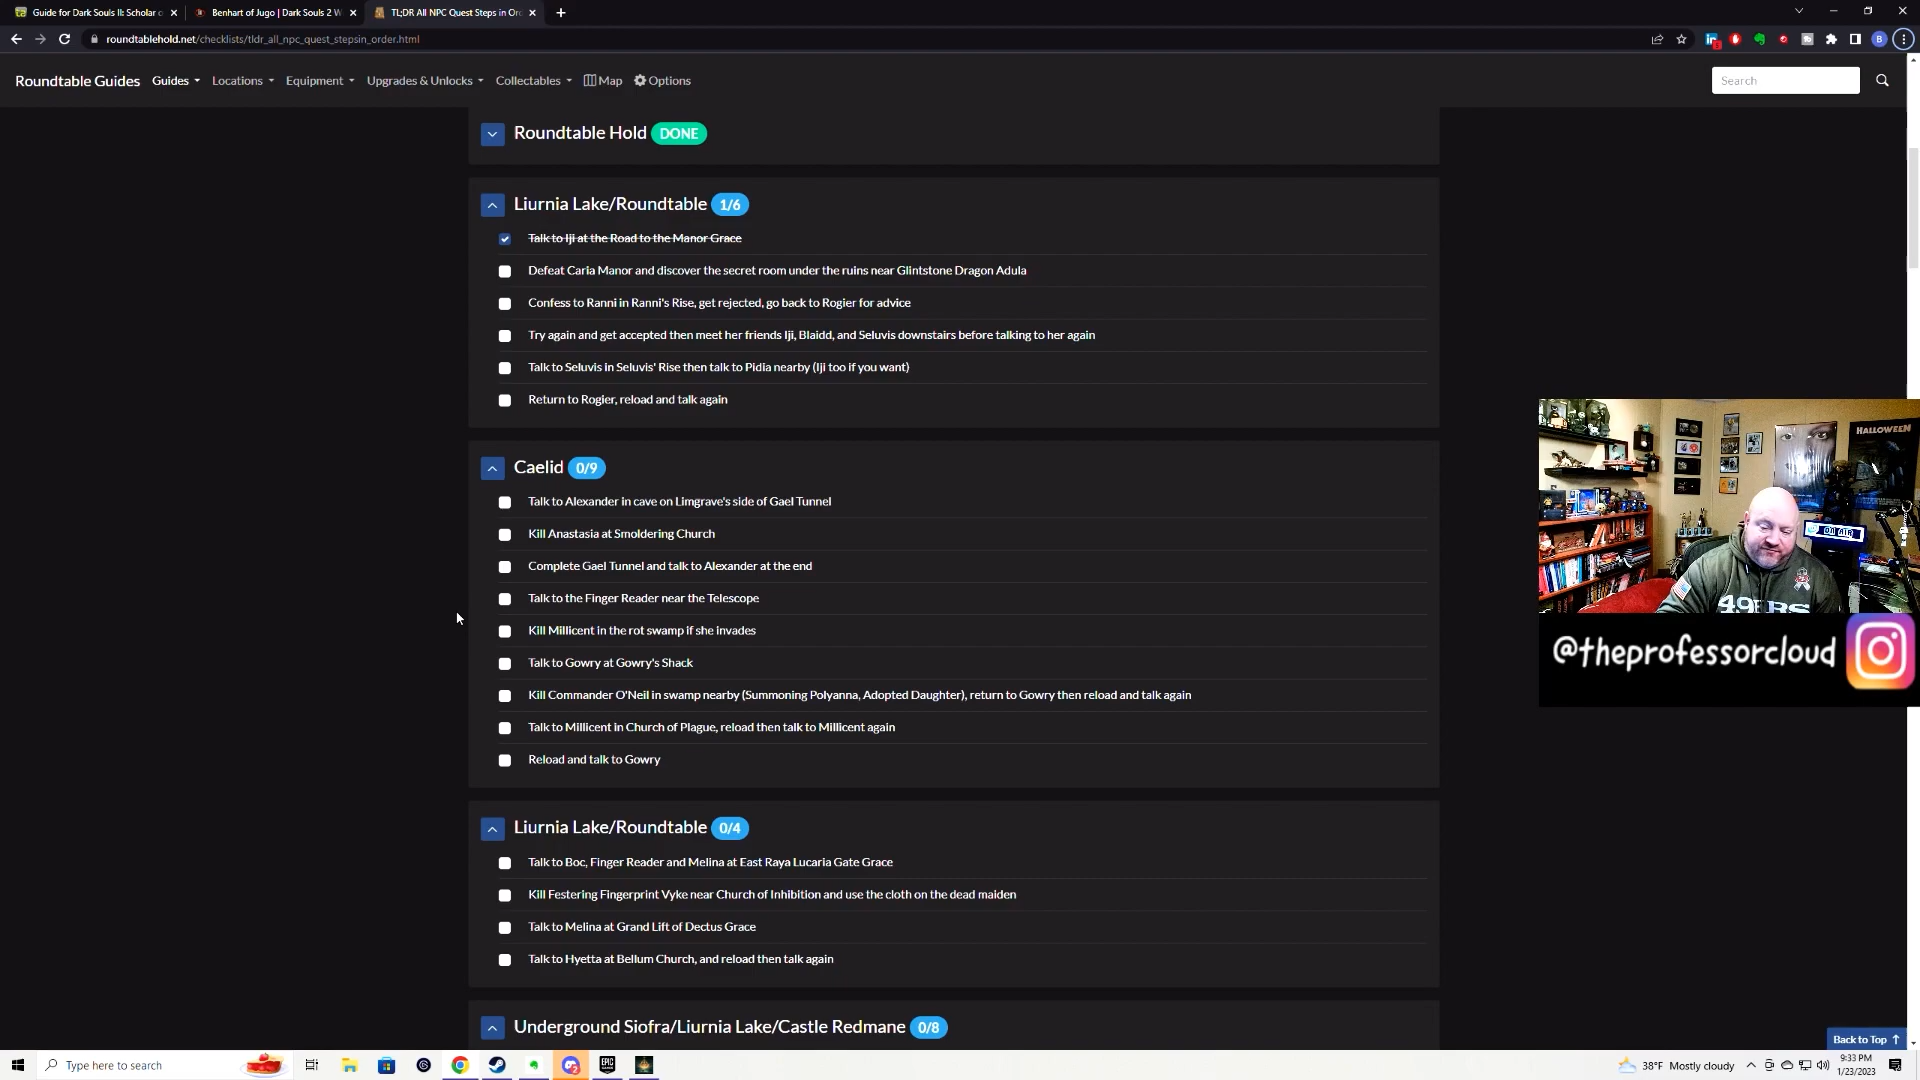 Guide for Dark Souls II: Scholar o
Benhart of Jugo | Dark Souls 2 W
TL;DR All NPC Quest Steps in Orc
roundtablehold.net/checklists/tldr_all_npc_quest_stepsin_order.html
Roundtable Guides Guides Locations Equipment Upgrades & Unlocks Collectables Map Options Search
Roundtable Hold DONE
Liurnia Lake/Roundtable 1/6
Talk to Iji at the Road to the Manor Grace
Defeat Caria Manor and discover the secret room under the ruins near Glintstone Dragon Adula
Confess to Ranni in Ranni's Rise, get rejected, go back to Rogier for advice
Try again and get accepted then meet her friends Iji, Blaidd, and Seluvis downstairs before talking to her again
Talk to Seluvis in Seluvis' Rise then talk to Pidia nearby (Iji too if you want)
Return to Rogier, reload and talk again
Caelid 0/9
Talk to Alexander in cave on Limgrave's side of Gael Tunnel
Kill Anastasia at Smoldering Church
Complete Gael Tunnel and talk to Alexander at the end
Talk to the Finger Reader near the Telescope
Kill Millicent in the rot swamp if she invades
Talk to Gowry at Gowry's Shack
Kill Commander O'Neil in swamp nearby (Summoning Polyanna, Adopted Daughter), return to Gowry then reload and talk again
Talk to Millicent in Church of Plague, reload then talk to Millicent again
Reload and talk to Gowry
Liurnia Lake/Roundtable 0/4
Talk to Boc, Finger Reader and Melina at East Raya Lucaria Gate Grace
Kill Festering Fingerprint Vyke near Church of Inhibition and use the cloth on the dead maiden
Talk to Melina at Grand Lift of Dectus Grace
Talk to Hyetta at Bellum Church, and reload then talk again
Underground Siofra/Liurnia Lake/Castle Redmane 0/8
HALLOWEEN
ON AIR
49ERS
@theprofessorcloud
Back to Top ↑
Type here to search
EPIC GAMES
38°F Mostly cloudy
9:33 PM
1/23/2023